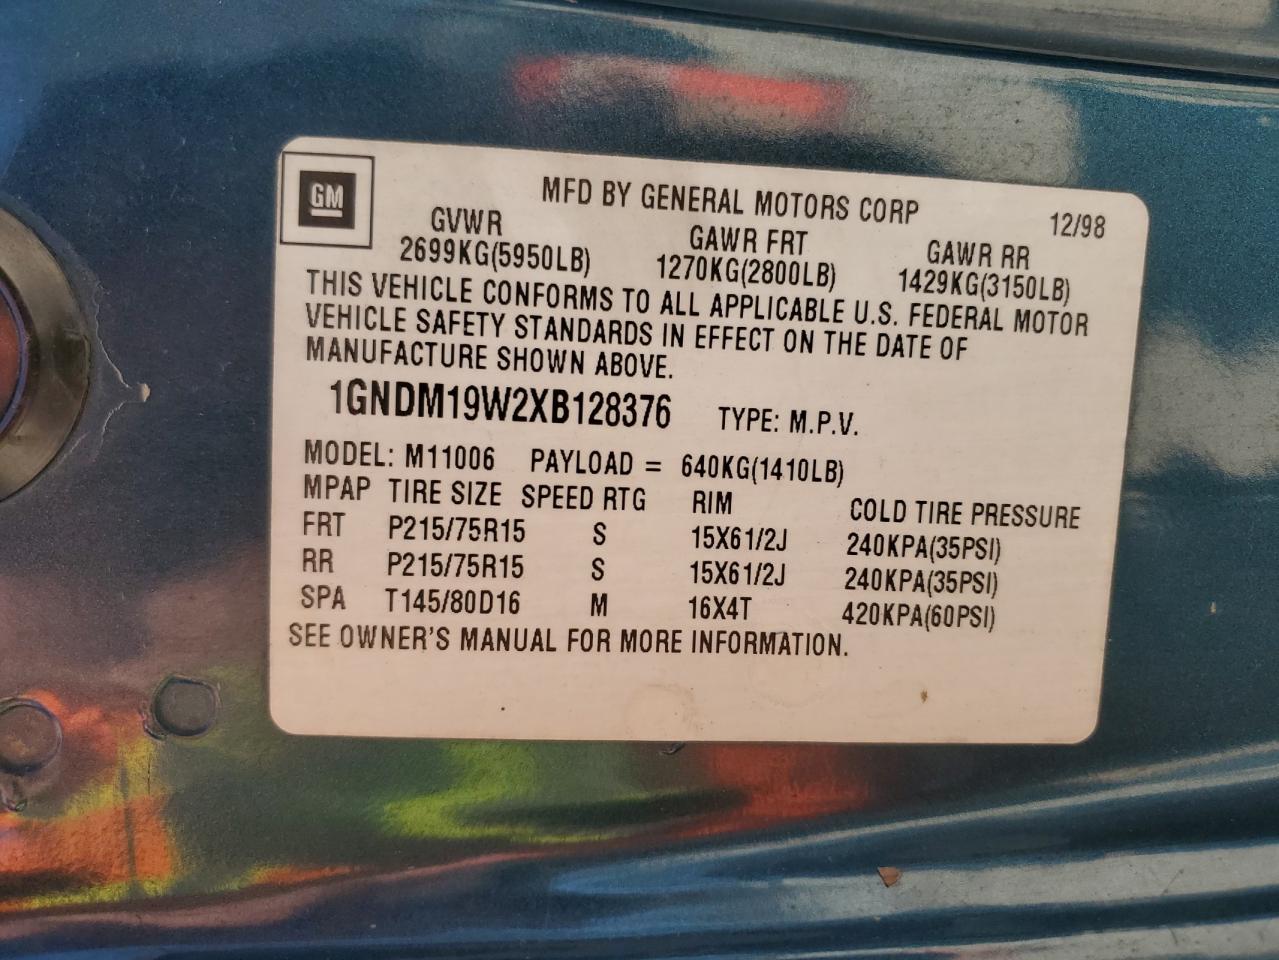 GM
MFD BY GENERAL MOTORS CORP 12/98
GVWR GAWR FRT GAWR RR
2699KG(5950LB) 1270KG(2800LB) 1429KG(3150LB)
THIS VEHICLE CONFORMS TO ALL APPLICABLE U.S. FEDERAL MOTOR
VEHICLE SAFETY STANDARDS IN EFFECT ON THE DATE OF
MANUFACTURE SHOWN ABOVE.
1GNDM19W2XB128376 TYPE: M.P.V.
MODEL: M11006 PAYLOAD = 640KG(1410LB)
MPAP TIRE SIZE SPEED RTG RIM COLD TIRE PRESSURE
FRT P215/75R15 S 15X61/2J 240KPA(35PSI)
RR P215/75R15 S 15X61/2J 240KPA(35PSI)
SPA T145/80D16 M 16X4T 420KPA(60PSI)
SEE OWNER'S MANUAL FOR MORE INFORMATION.